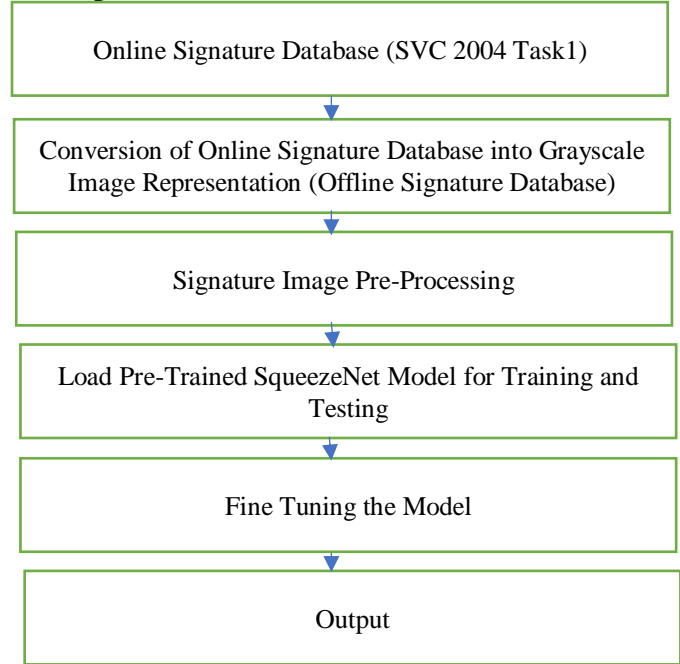 Online Signature Database (SVC 2004 Task1)
Conversion of Online Signature Database into Grayscale
Image Representation (Offline Signature Database)
Signature Image Pre-Processing
Load Pre-Trained SqueezeNet Model for Training and
Testing
Fine Tuning the Model
Output